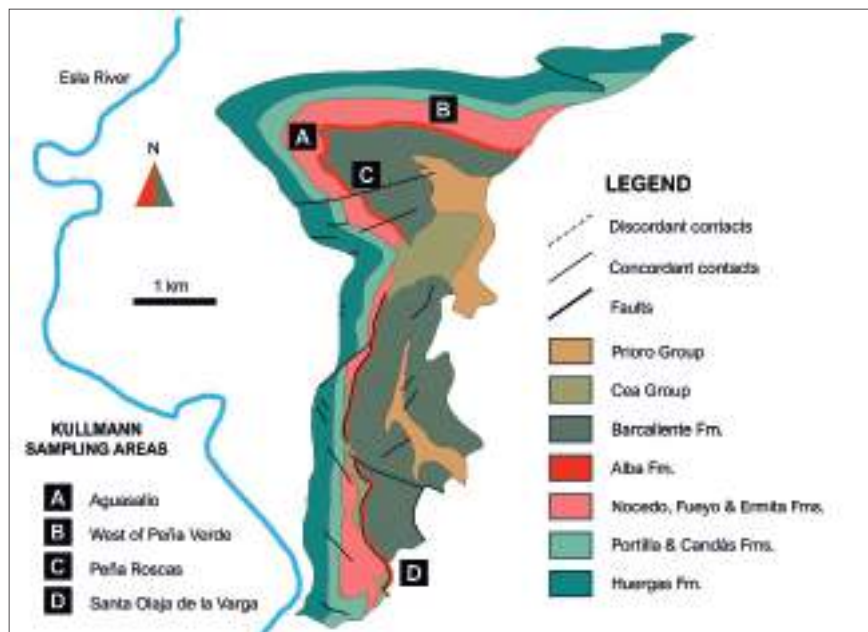 Esla River
N
1 km
A
B
C
D
KULLMANN
SAMPLING AREAS
A Aguasalio
B West of Peña Verde
C Peña Roscas
D Santa Olaja de la Varga
LEGEND
Discordant contacts
Concordant contacts
Faults
Prioro Group
Cea Group
Barcaliente Fm.
Alba Fm.
Nocedo, Fueyo & Ermita Fms.
Portilla & Candás Fms.
Huergas Fm.